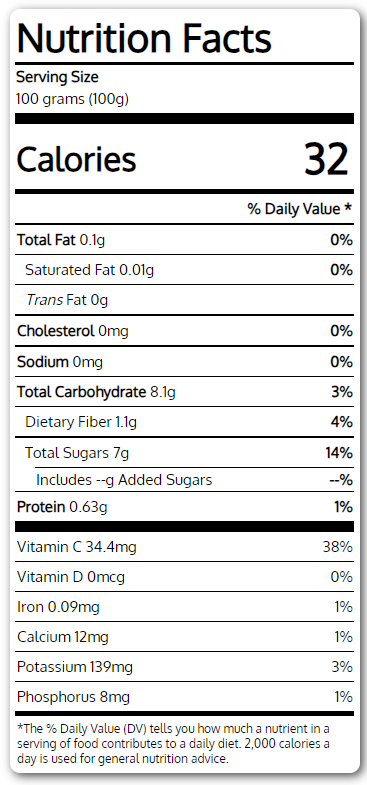 Nutrition Facts
Serving Size
100 grams (100g)
Calories 32
% Daily Value *
Total Fat 0.1g 0%
Saturated Fat 0.01g 0%
Trans Fat 0g
Cholesterol 0mg 0%
Sodium 0mg 0%
Total Carbohydrate 8.1g 3%
Dietary Fiber 1.1g 4%
Total Sugars 7g 14%
Includes --g Added Sugars --%
Protein 0.63g 1%
Vitamin C 34.4mg 38%
Vitamin D 0mcg 0%
Iron 0.09mg 1%
Calcium 12mg 1%
Potassium 139mg 3%
Phosphorus 8mg 1%
*The % Daily Value (DV) tells you how much a nutrient in a
serving of food contributes to a daily diet. 2,000 calories a
day is used for general nutrition advice.